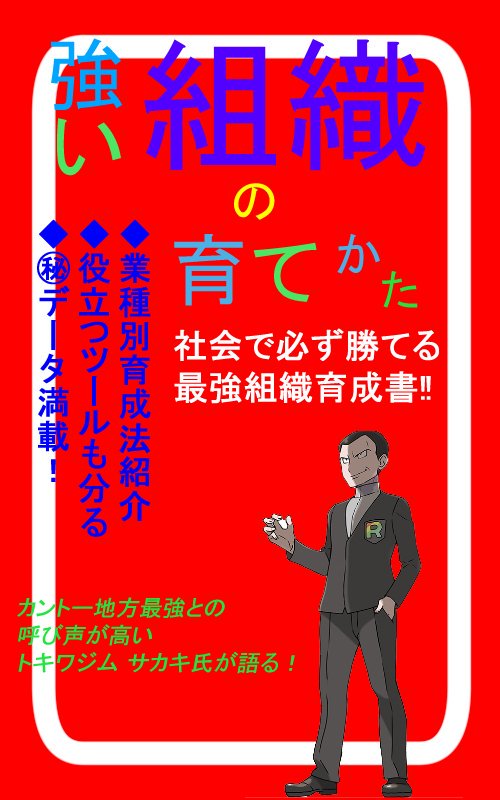 強い組織
の
育てかた
社会で必ず勝てる
最強組織育成書!!
◆業種別育成法紹介
◆役立つツールも分る
◆㊙データ満載！
R
カントー地方最強との
呼び声が高い
トキワジム サカキ氏が語る！